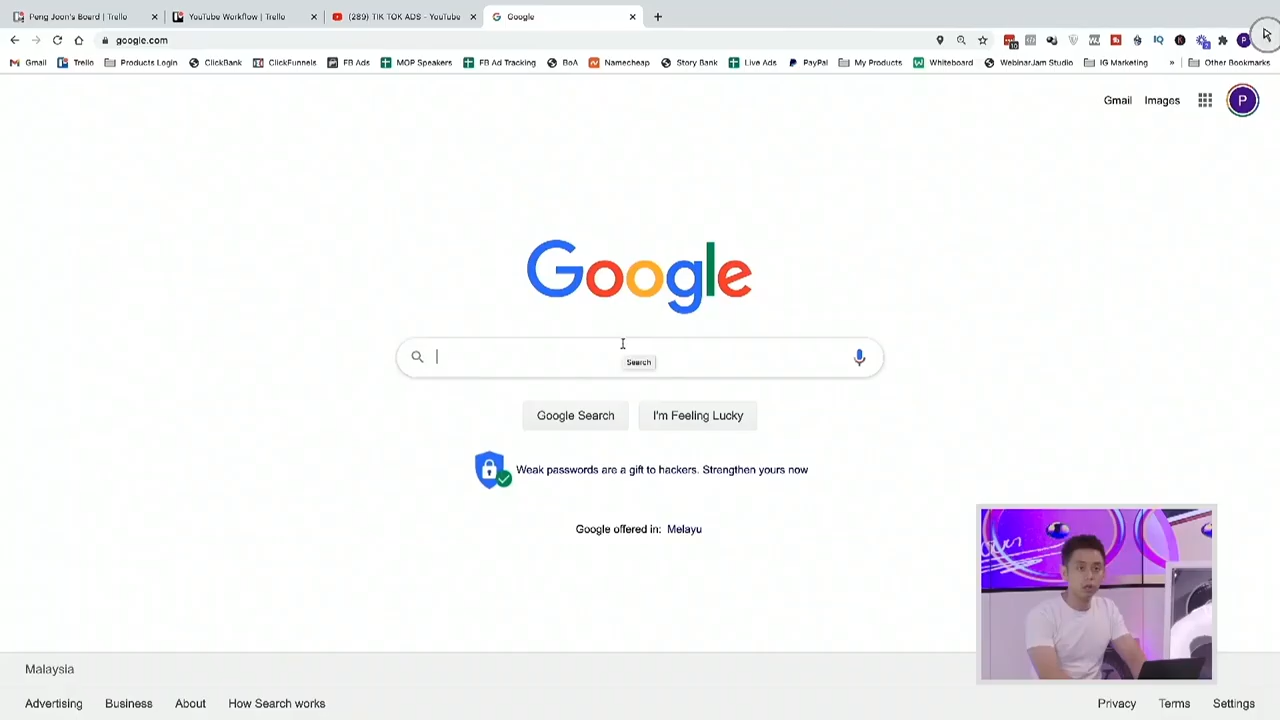 Peng Joon's Board | Trello
YouTube Workflow | Trello
(289) TIK TOK ADS - YouTube
Google
google.com
Gmail Trello Products Login ClickBank ClickFunnels FB Ads MOP Speakers FB Ad Tracking BoA Namecheap Story Bank Live Ads PayPal My Products Whiteboard WebinarJam Studio IG Marketing » Other Bookmarks
Gmail Images P
Google
Search
Google Search I'm Feeling Lucky
Weak passwords are a gift to hackers. Strengthen yours now
Google offered in: Melayu
Malaysia
Advertising Business About How Search works Privacy Terms Settings